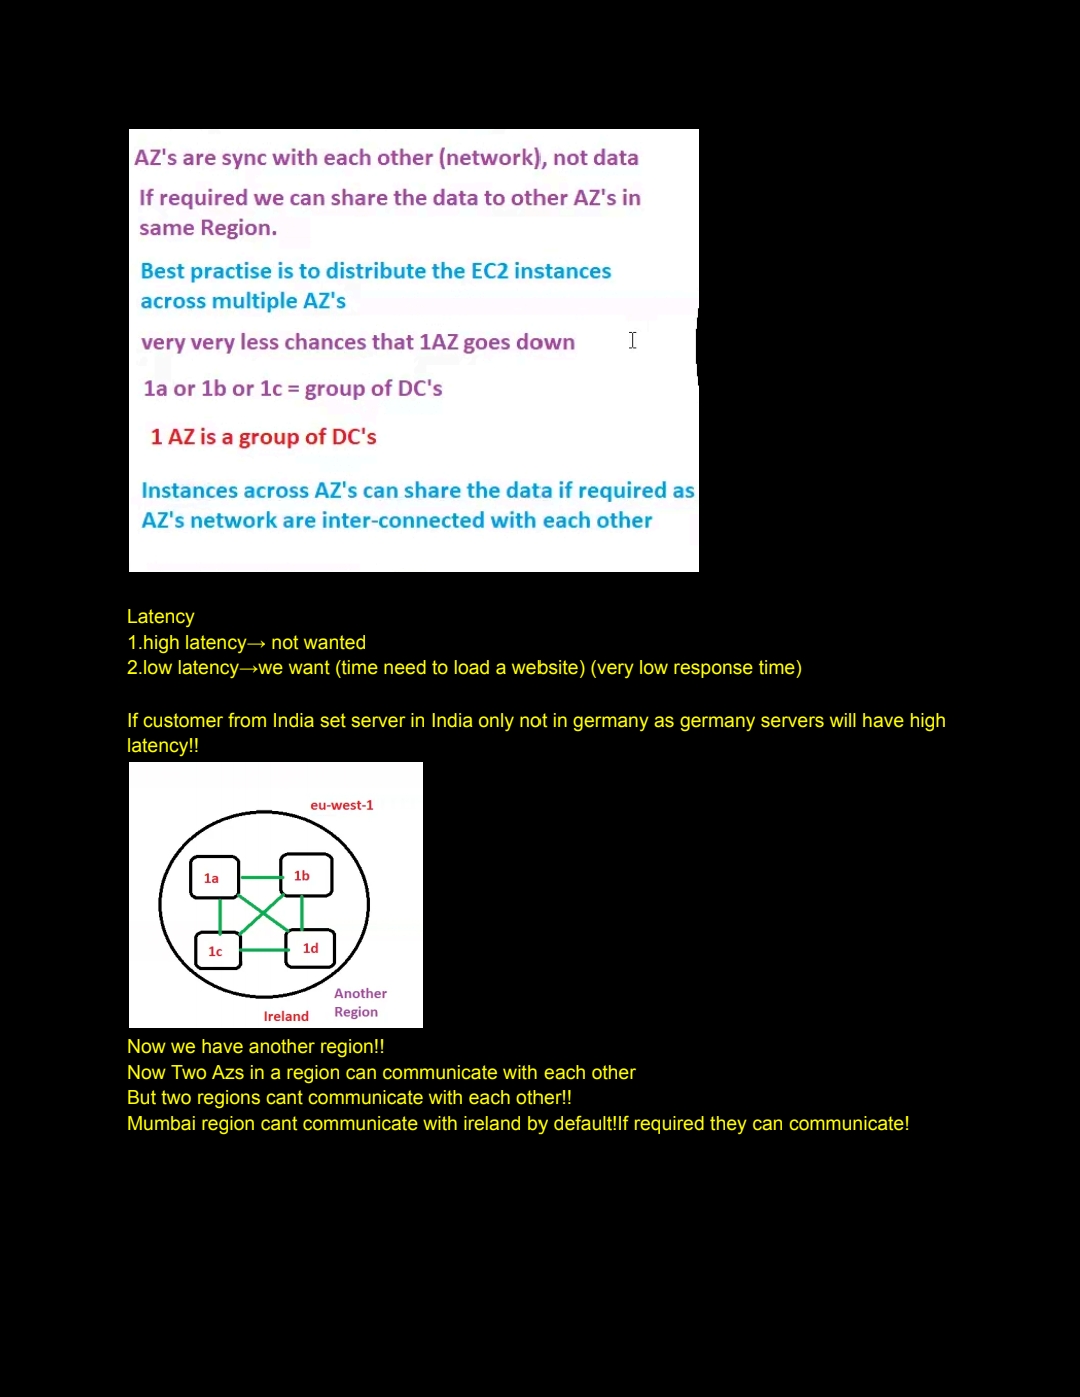 AZ's are sync with each other (network), not data
If required we can share the data to other AZ's in
same Region.
Best practise is to distribute the EC2 instances
across multiple AZ's
very very less chances that 1AZ goes down
1a or 1b or 1c = group of DC's
1 AZ is a group of DC's
Instances across AZ's can share the data if required as
AZ's network are inter-connected with each other
Latency
1.high latency→ not wanted
2.low latency→we want (time need to load a website) (very low response time)
If customer from India set server in India only not in germany as germany servers will have high
latency!!
eu-west-1
1a
1b
1c
1d
Another
Region
Ireland
Now we have another region!!
Now Two Azs in a region can communicate with each other
But two regions cant communicate with each other!!
Mumbai region cant communicate with ireland by default!If required they can communicate!